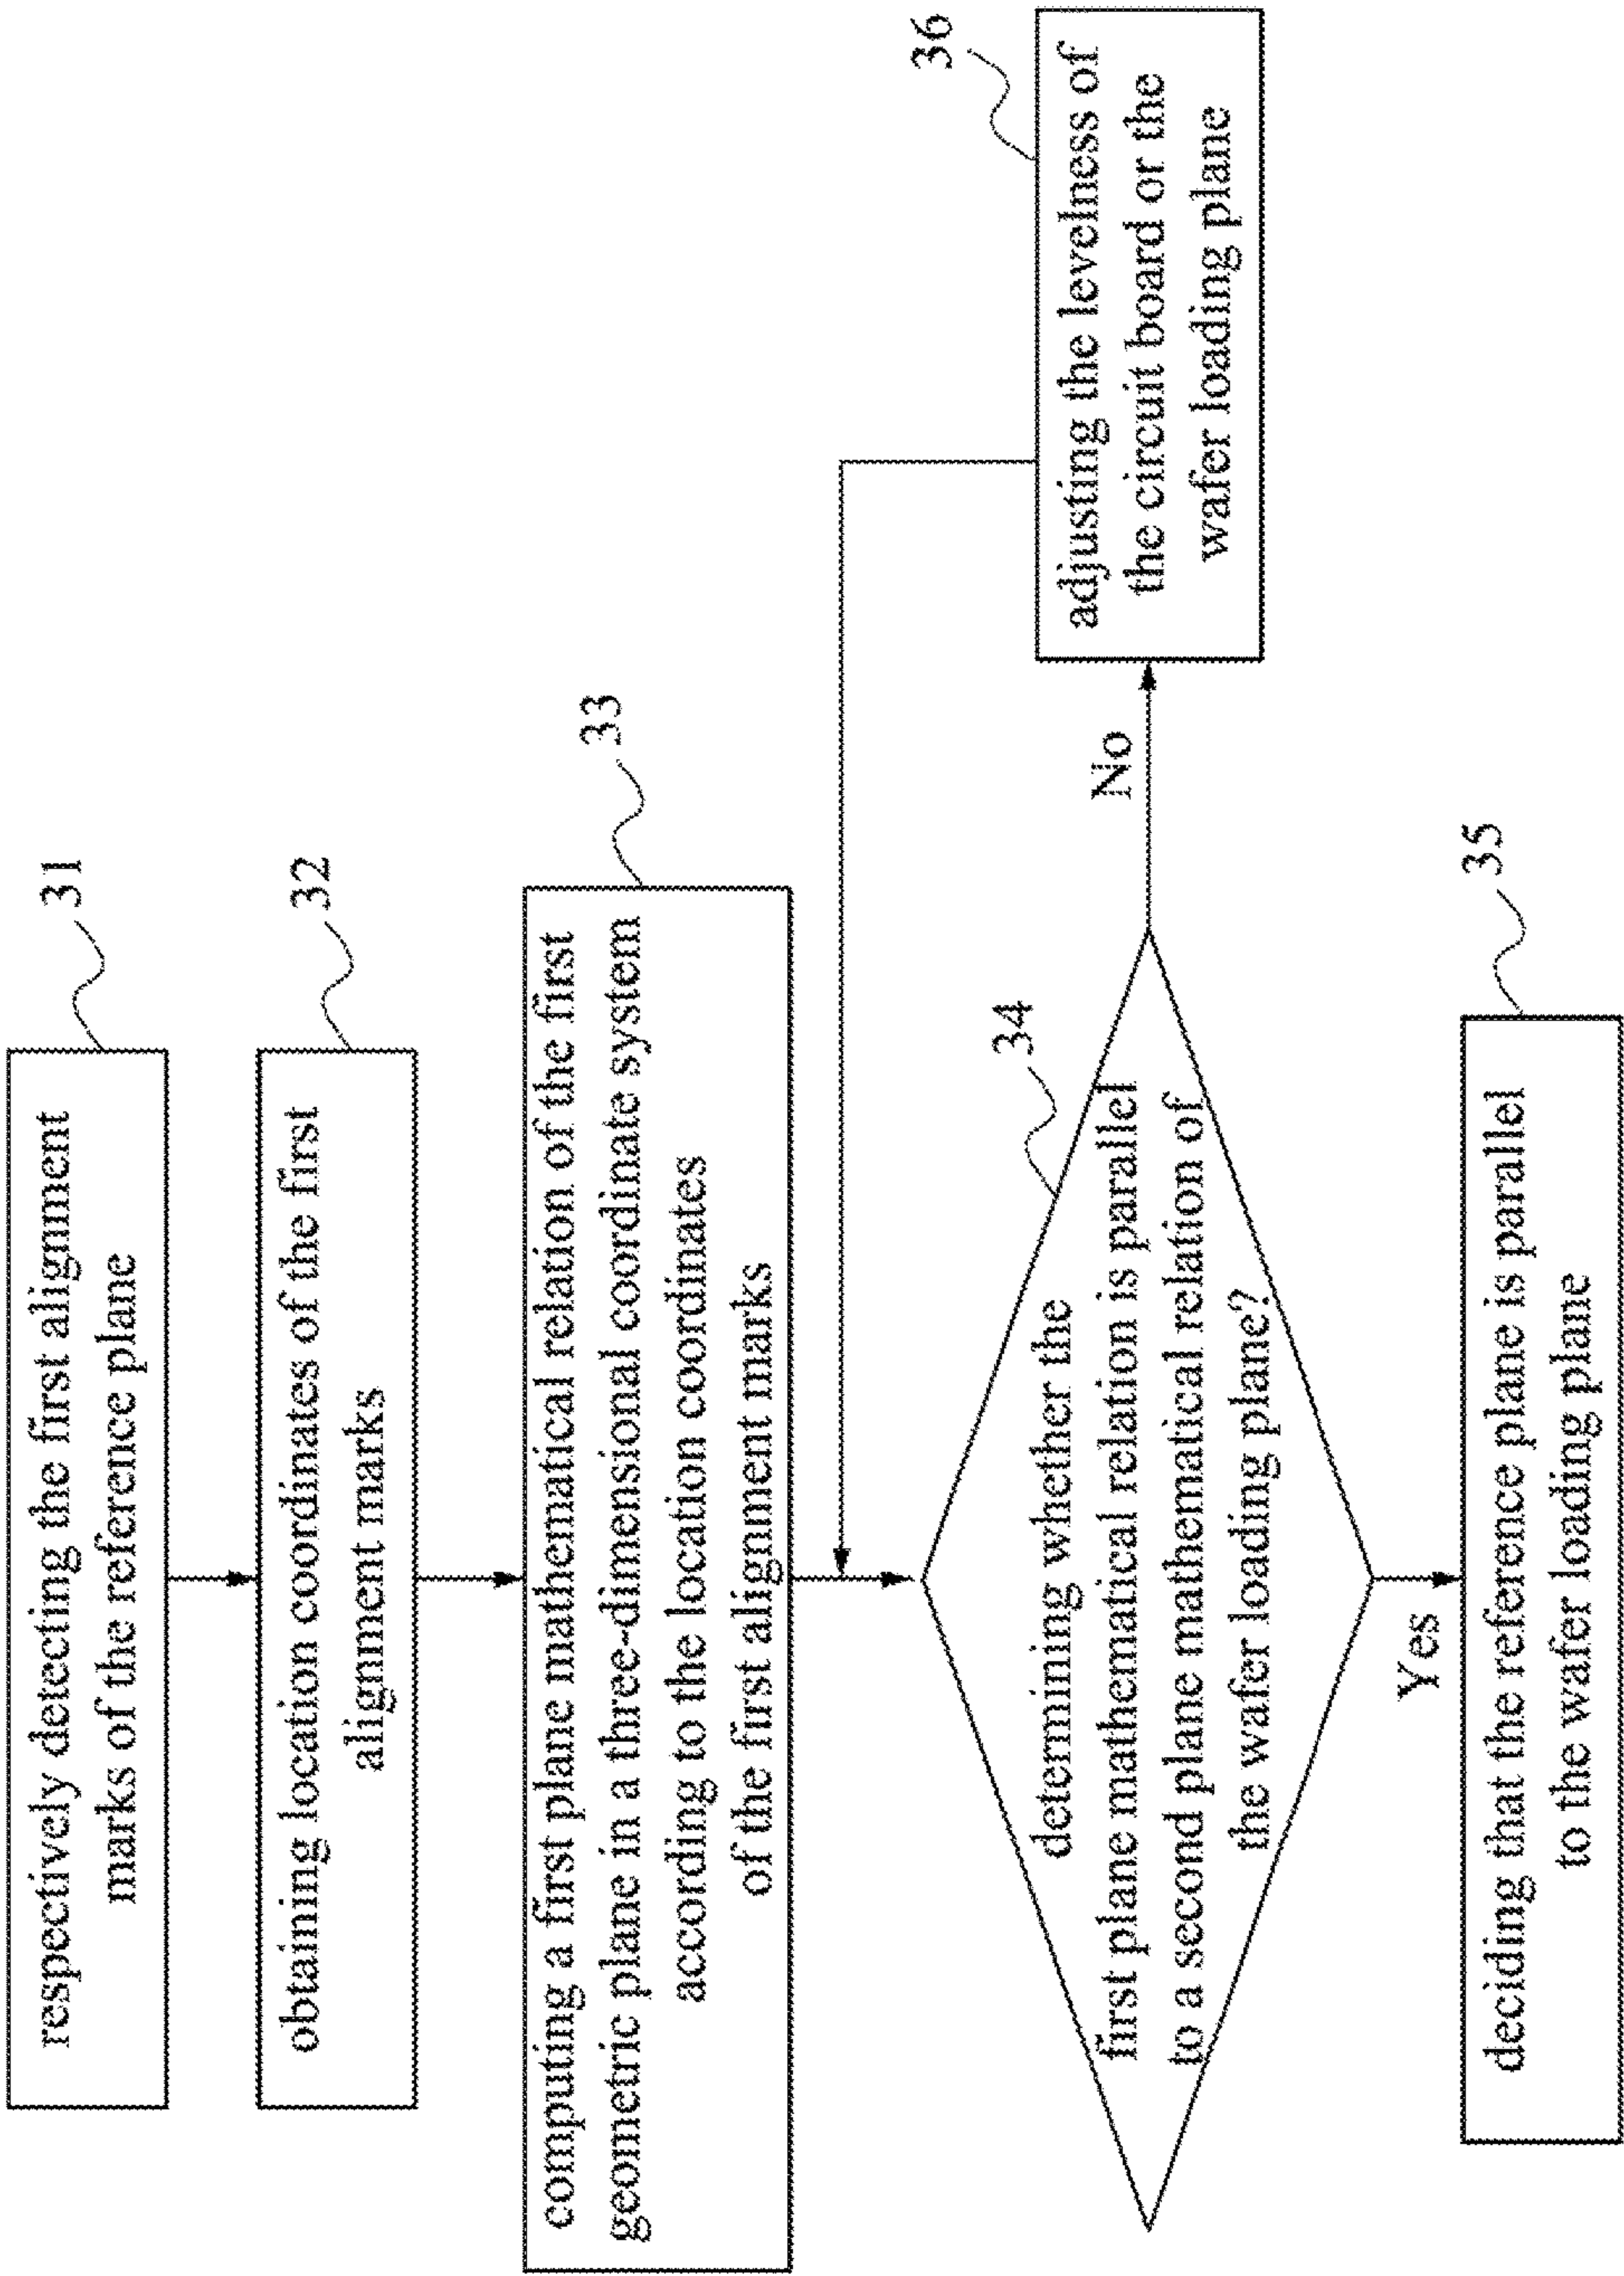 respectively detecting the first alignment
marks of the reference plane
31
obtaining location coordinates of the first
alignment marks
32
computing a first plane mathematical relation of the first
geometric plane in a three-dimensional coordinate system
according to the location coordinates
of the first alignment marks
33
determining whether the
first plane mathematical relation is parallel
to a second plane mathematical relation of
the wafer loading plane?
34
No
adjusting the levelness of
the circuit board or the
wafer loading plane
36
Yes
deciding that the reference plane is parallel
to the wafer loading plane
35